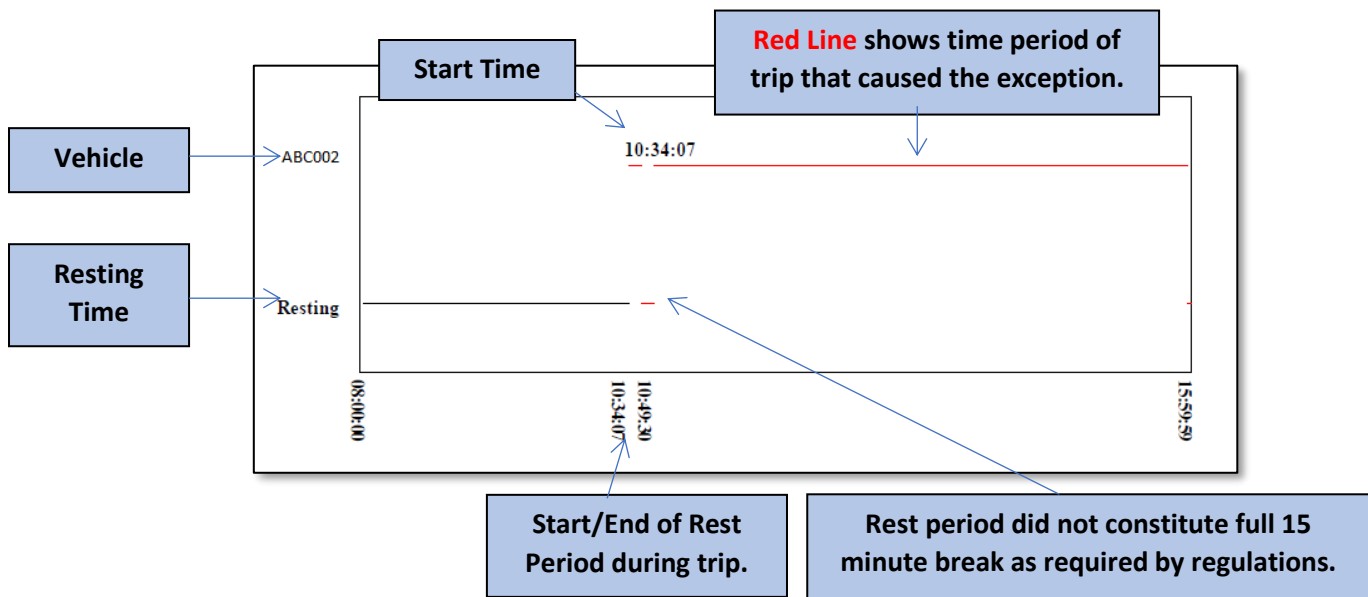 Start Time
Red Line shows time period of
trip that caused the exception.
Vehicle
ABC002
10:34:07
Resting
Time
Resting
08:00:00
10:34:07
10:49:30
15:59:59
Start/End of Rest
Period during trip.
Rest period did not constitute full 15
minute break as required by regulations.